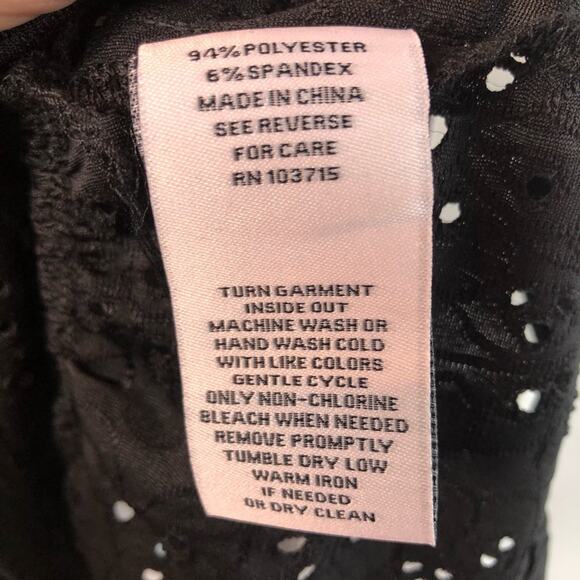 94% POLYESTER
6% SPANDEX
MADE IN CHINA
SEE REVERSE
FOR CARE
RN 103715
TURN GARMENT
INSIDE OUT
MACHINE WASH OR
HAND WASH COLD
WITH LIKE COLORS
GENTLE CYCLE
ONLY NON-CHLORINE
BLEACH WHEN NEEDED
REMOVE PROMPTLY
TUMBLE DRY LOW
WARM IRON
IF NEEDED
OR DRY CLEAN